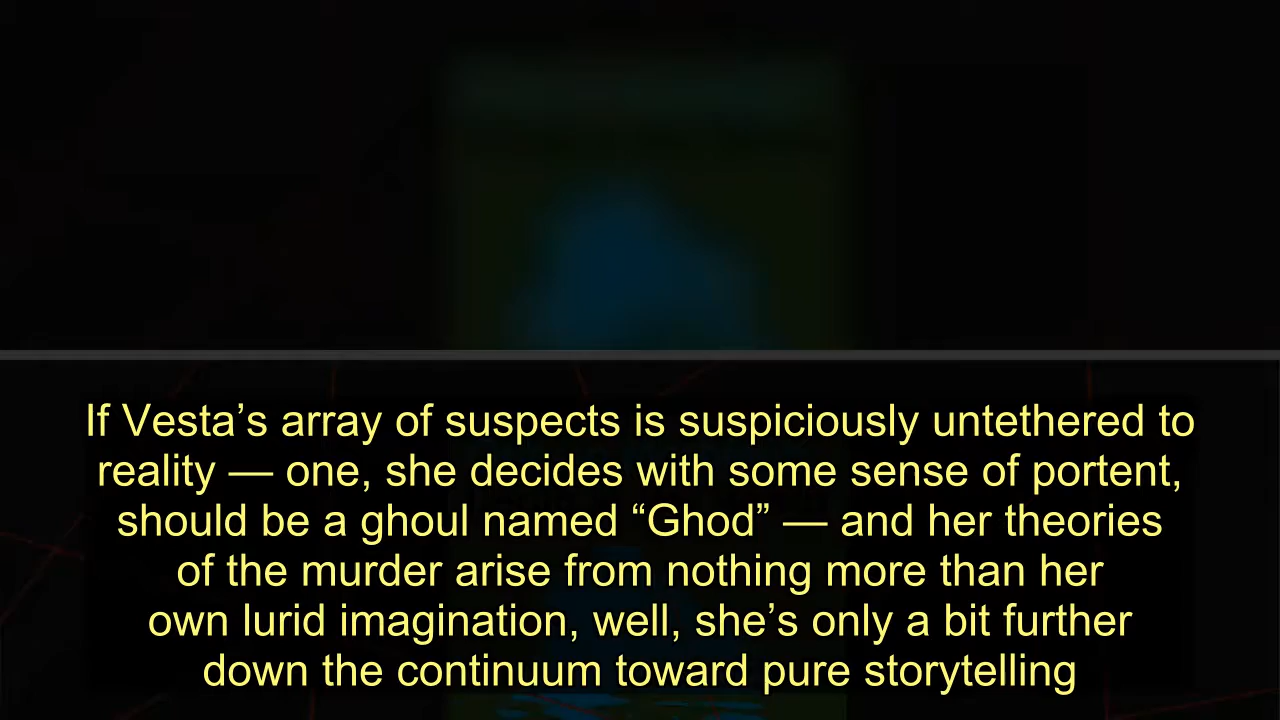 If Vesta’s array of suspects is suspiciously untethered to
reality — one, she decides with some sense of portent,
should be a ghoul named “Ghod” — and her theories
of the murder arise from nothing more than her
own lurid imagination, well, she’s only a bit further
down the continuum toward pure storytelling